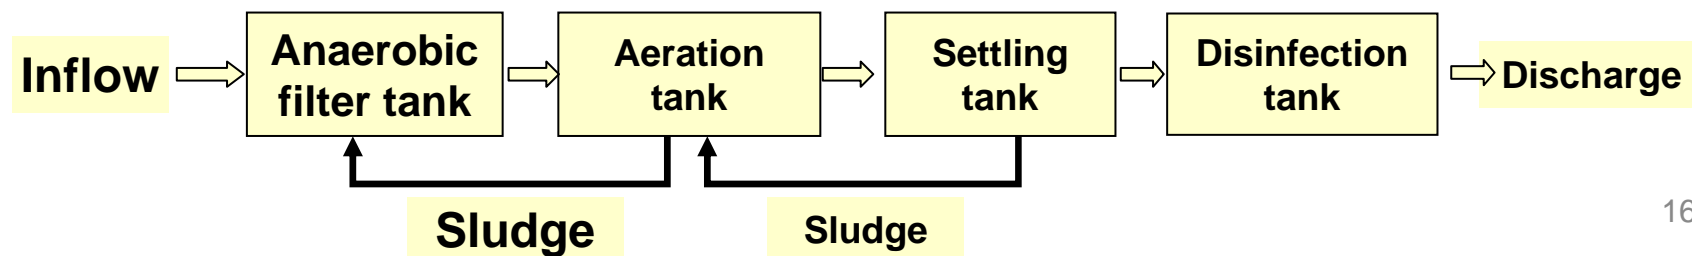 Inflow
Anaerobic
filter tank
Aeration
tank
Settling
tank
Disinfection
tank
Discharge
Sludge
Sludge
16